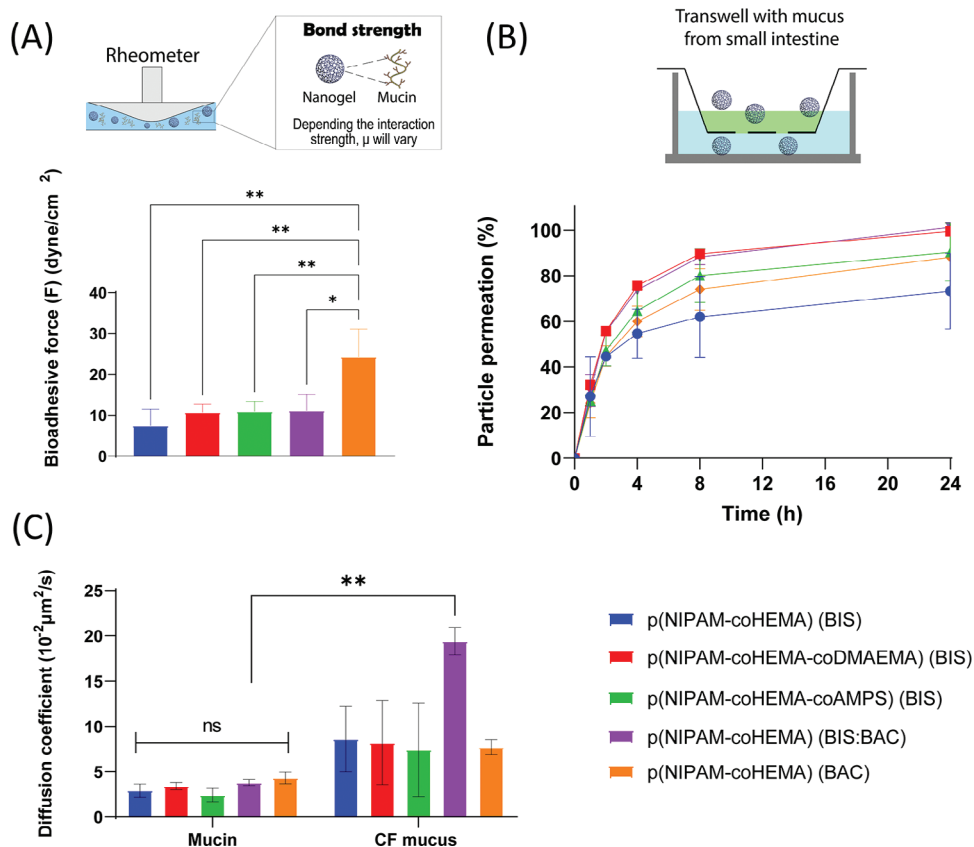 (A)
Rheometer
Bond strength
Nanogel
Mucin
Depending the interaction
strength, μ will vary
Bioadhesive force (F) (dyne/cm²)
**
**
**
*
40
30
20
10
0
(B)
Transwell with mucus
from small intestine
Particle permeation (%)
100
80
60
40
20
0
0 4 8 12 16 20 24
Time (h)
(C)
Diffusion coefficient (10⁻²μm²/s)
25
20
15
10
5
0
ns
**
Mucin
CF mucus
p(NIPAM-coHEMA) (BIS)
p(NIPAM-coHEMA-coDMAEMA) (BIS)
p(NIPAM-coHEMA-coAMPS) (BIS)
p(NIPAM-coHEMA) (BIS:BAC)
p(NIPAM-coHEMA) (BAC)